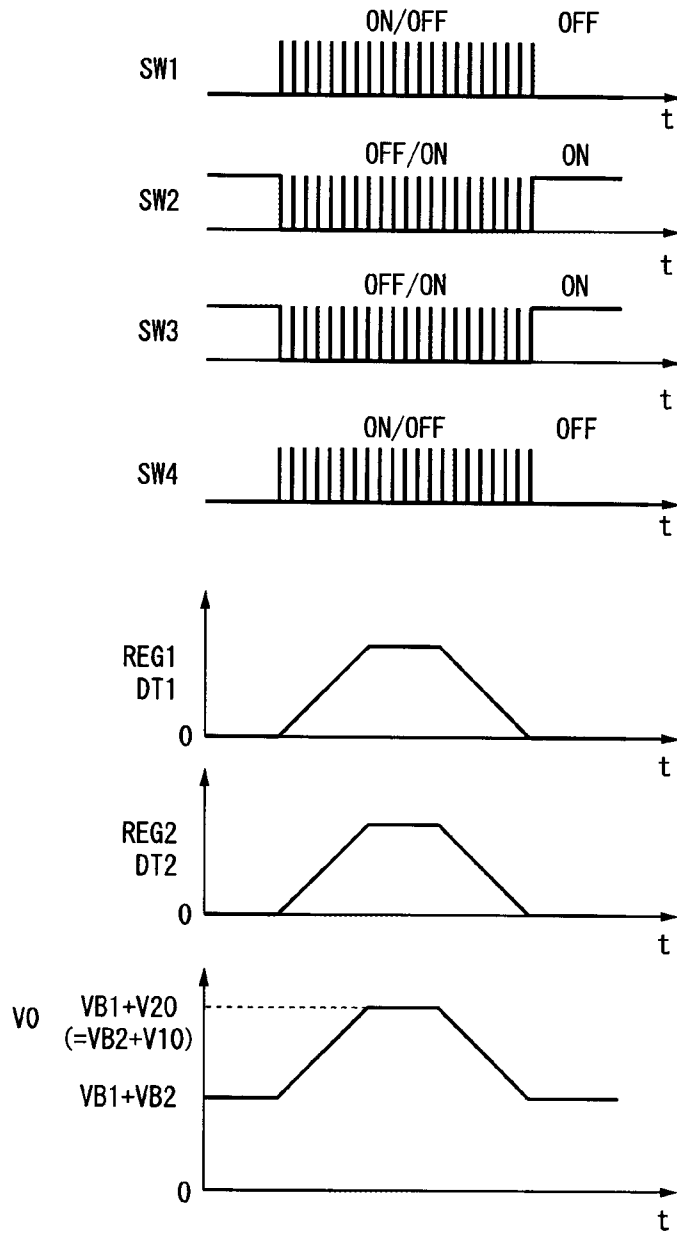 ON/OFF OFF
SW1
t
OFF/ON ON
SW2
t
OFF/ON ON
SW3
t
ON/OFF OFF
SW4
t
REG1
DT1
0
t
REG2
DT2
0
t
V0 VB1+V20
(=VB2+V10)
VB1+VB2
0
t